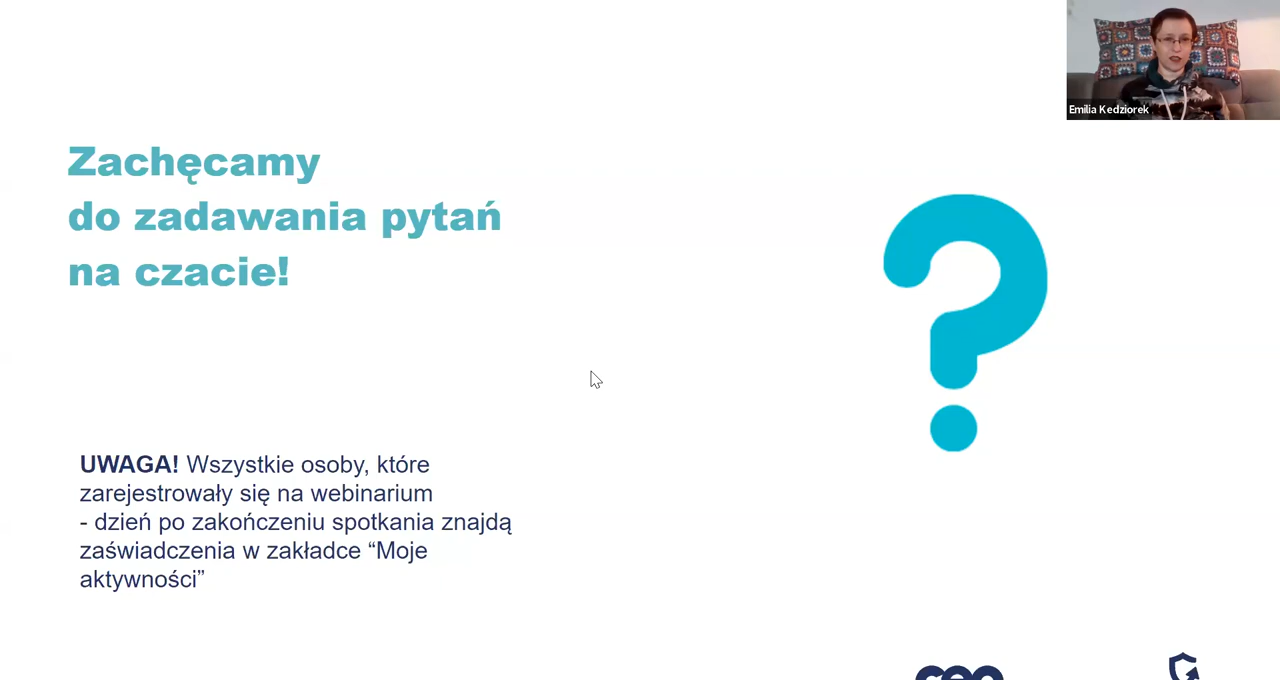 Emilia Kedziorek
Zachęcamy
do zadawania pytań
na czacie!
UWAGA! Wszystkie osoby, które
zarejestrowały się na webinarium
- dzień po zakończeniu spotkania znajdą
zaświadczenia w zakładce “Moje
aktywności”